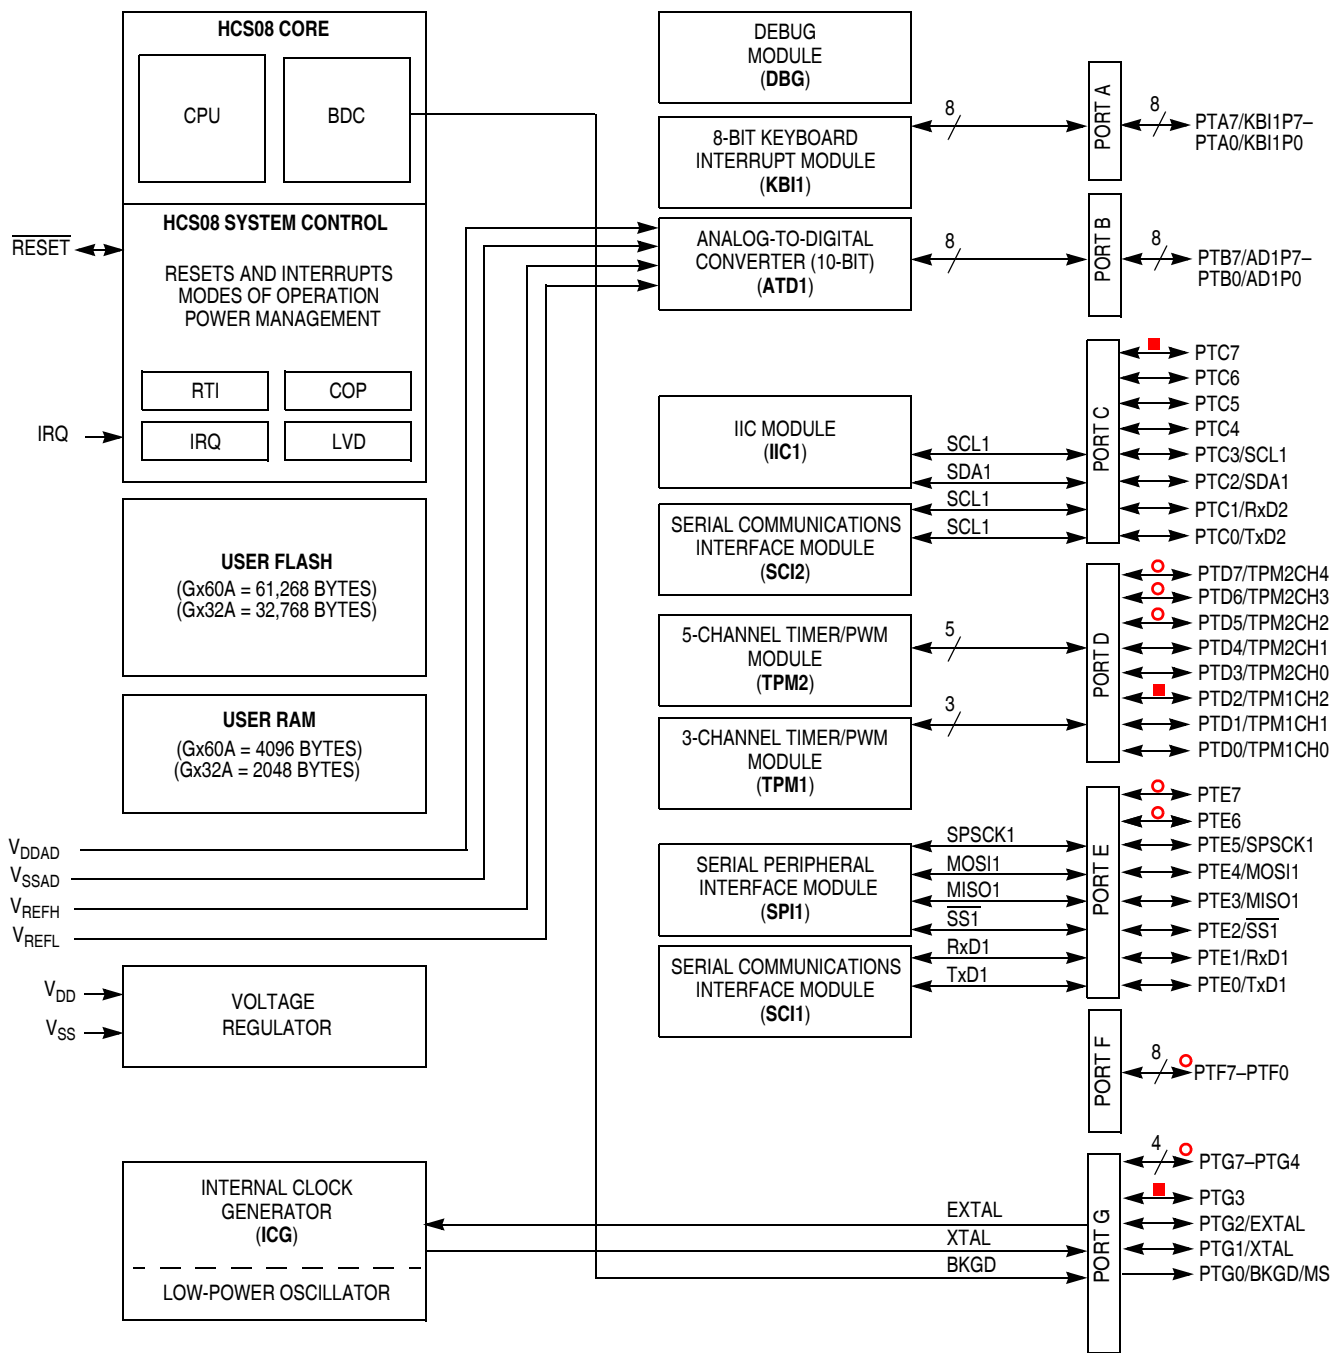 HCS08 CORE
CPU
BDC
HCS08 SYSTEM CONTROL
RESETS AND INTERRUPTS
MODES OF OPERATION
POWER MANAGEMENT
RTI
COP
IRQ
LVD
RESET
IRQ
USER FLASH
(Gx60A = 61,268 BYTES)
(Gx32A = 32,768 BYTES)
USER RAM
(Gx60A = 4096 BYTES)
(Gx32A = 2048 BYTES)
VDDAD
VSSAD
VREFH
VREFL
VDD
VSS
VOLTAGE
REGULATOR
INTERNAL CLOCK
GENERATOR
(ICG)
LOW-POWER OSCILLATOR
DEBUG
MODULE
(DBG)
8-BIT KEYBOARD
INTERRUPT MODULE
(KBI1)
ANALOG-TO-DIGITAL
CONVERTER (10-BIT)
(ATD1)
IIC MODULE
(IIC1)
SERIAL COMMUNICATIONS
INTERFACE MODULE
(SCI2)
5-CHANNEL TIMER/PWM
MODULE
(TPM2)
3-CHANNEL TIMER/PWM
MODULE
(TPM1)
SERIAL PERIPHERAL
INTERFACE MODULE
(SPI1)
SERIAL COMMUNICATIONS
INTERFACE MODULE
(SCI1)
8
8
SCL1
SDA1
SCL1
SCL1
5
3
SPSCK1
MOSI1
MISO1
SS1
RxD1
TxD1
EXTAL
XTAL
BKGD
PORT A
8
PTA7/KBI1P7–
PTA0/KBI1P0
PORT B
8
PTB7/AD1P7–
PTB0/AD1P0
PORT C
PTC7
PTC6
PTC5
PTC4
PTC3/SCL1
PTC2/SDA1
PTC1/RxD2
PTC0/TxD2
PORT D
PTD7/TPM2CH4
PTD6/TPM2CH3
PTD5/TPM2CH2
PTD4/TPM2CH1
PTD3/TPM2CH0
PTD2/TPM1CH2
PTD1/TPM1CH1
PTD0/TPM1CH0
PORT E
PTE7
PTE6
PTE5/SPSCK1
PTE4/MOSI1
PTE3/MISO1
PTE2/SS1
PTE1/RxD1
PTE0/TxD1
PORT F
8
PTF7–PTF0
PORT G
4
PTG7–PTG4
PTG3
PTG2/EXTAL
PTG1/XTAL
PTG0/BKGD/MS